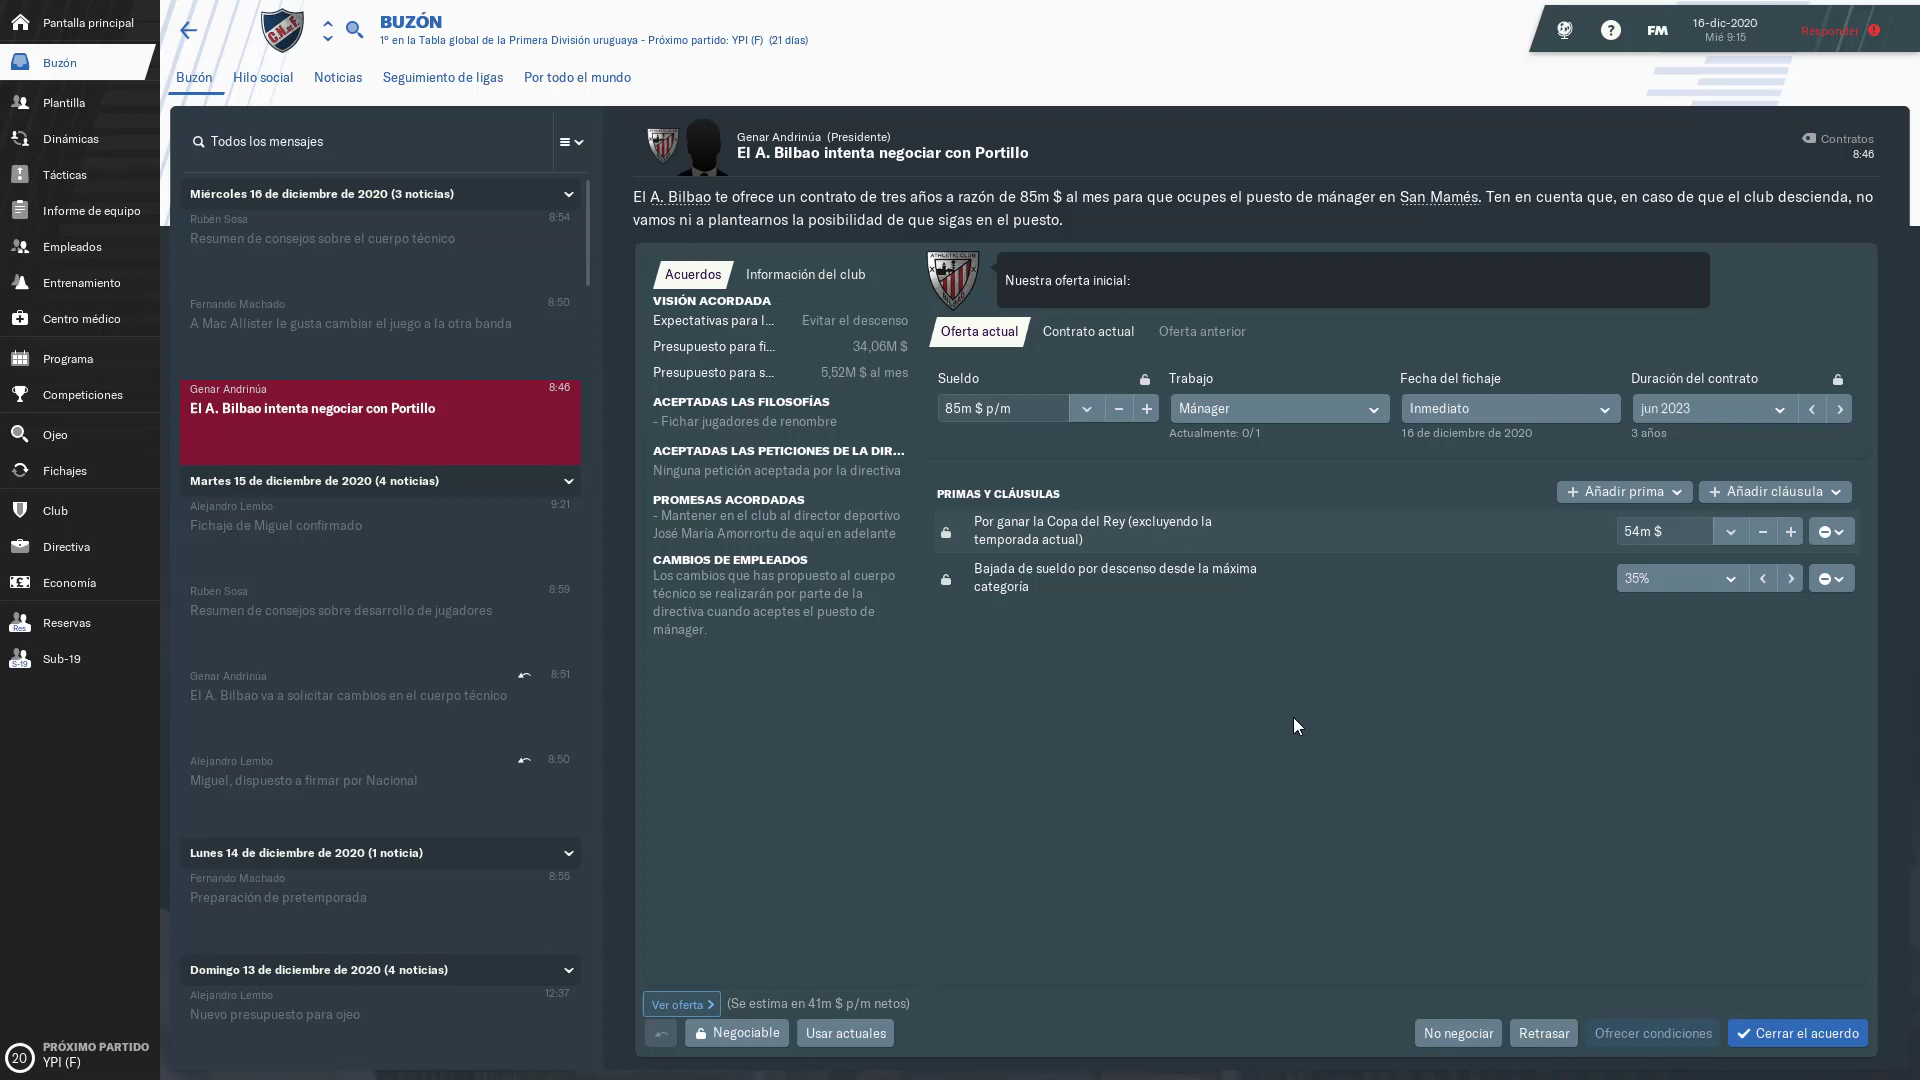 Pantalla principal
Buzón
Plantilla
Dinámicas
Tácticas
Informe de equipo
Empleados
Entrenamiento
Centro médico
Programa
Competiciones
Ojeo
Fichajes
Club
Directiva
Economía
Res
Reservas
S-19
Sub-19
20
PRÓXIMO PARTIDO
YPI (F)
BUZÓN
1º en la Tabla global de la Primera División uruguaya - Próximo partido: YPI (F) (21 días)
? FM
16-dic-2020
Mié 9:15
Responder
Buzón Hilo social Noticias Seguimiento de ligas Por todo el mundo
Todos los mensajes
Miércoles 16 de diciembre de 2020 (3 noticias)
Rubén Sosa 8:54
Resumen de consejos sobre el cuerpo técnico
Fernando Machado 8:50
A Mac Allister le gusta cambiar el juego a la otra banda
Genar Andrinúa 8:46
El A. Bilbao intenta negociar con Portillo
Martes 15 de diciembre de 2020 (4 noticias)
Alejandro Lembo 9:21
Fichaje de Miguel confirmado
Rubén Sosa 8:59
Resumen de consejos sobre desarrollo de jugadores
Genar Andrinúa 8:51
El A. Bilbao va a solicitar cambios en el cuerpo técnico
Alejandro Lembo 8:50
Miguel, dispuesto a firmar por Nacional
Lunes 14 de diciembre de 2020 (1 noticia)
Fernando Machado 8:55
Preparación de pretemporada
Domingo 13 de diciembre de 2020 (4 noticias)
Alejandro Lembo 12:37
Nuevo presupuesto para ojeo
Genar Andrinúa (Presidente)
El A. Bilbao intenta negociar con Portillo
Contratos
8:46
El A. Bilbao te ofrece un contrato de tres años a razón de 85m $ al mes para que ocupes el puesto de mánager en San Mamés. Ten en cuenta que, en caso de que el club descienda, no
vamos ni a plantearnos la posibilidad de que sigas en el puesto.
Acuerdos Información del club
VISIÓN ACORDADA
Expectativas para l... Evitar el descenso
Presupuesto para fi... 34,06M $
Presupuesto para s... 5,52M $ al mes
ACEPTADAS LAS FILOSOFÍAS
- Fichar jugadores de renombre
ACEPTADAS LAS PETICIONES DE LA DIR...
Ninguna petición aceptada por la directiva
PROMESAS ACORDADAS
- Mantener en el club al director deportivo
José María Amorrortu de aquí en adelante
CAMBIOS DE EMPLEADOS
Los cambios que has propuesto al cuerpo
técnico se realizarán por parte de la
directiva cuando aceptes el puesto de
mánager.
Nuestra oferta inicial:
Oferta actual Contrato actual Oferta anterior
Sueldo Trabajo Fecha del fichaje Duración del contrato
85m $ p/m Mánager Inmediato jun 2023
Actualmente: 0/1 16 de diciembre de 2020 3 años
PRIMAS Y CLÁUSULAS + Añadir prima + Añadir cláusula
Por ganar la Copa del Rey (excluyendo la
temporada actual) 54m $
Bajada de sueldo por descenso desde la máxima
categoría 35%
Ver oferta (Se estima en 41m $ p/m netos)
Negociable Usar actuales No negociar Retrasar Ofrecer condiciones Cerrar el acuerdo